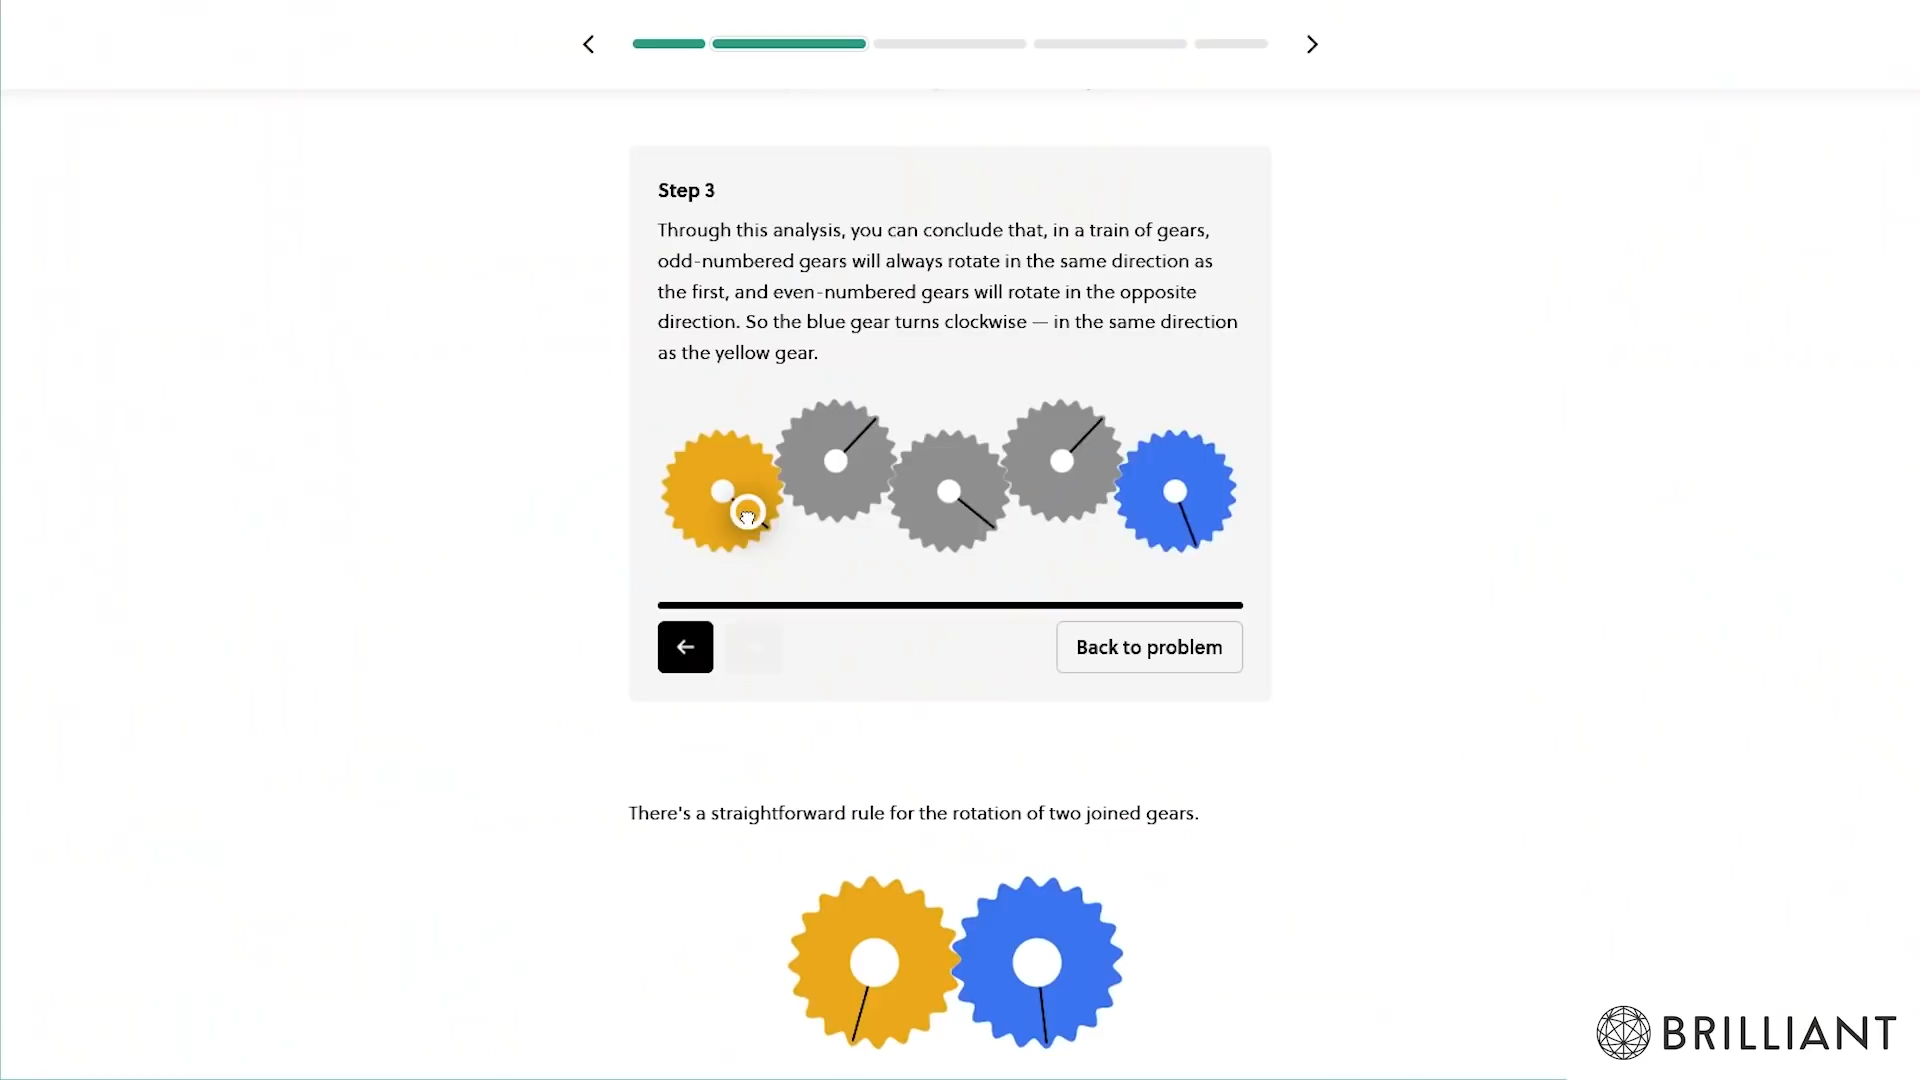 Step 3
Through this analysis, you can conclude that, in a train of gears,
odd-numbered gears will always rotate in the same direction as
the first, and even-numbered gears will rotate in the opposite
direction. So the blue gear turns clockwise — in the same direction
as the yellow gear.
Back to problem
There's a straightforward rule for the rotation of two joined gears.
BRILLIANT